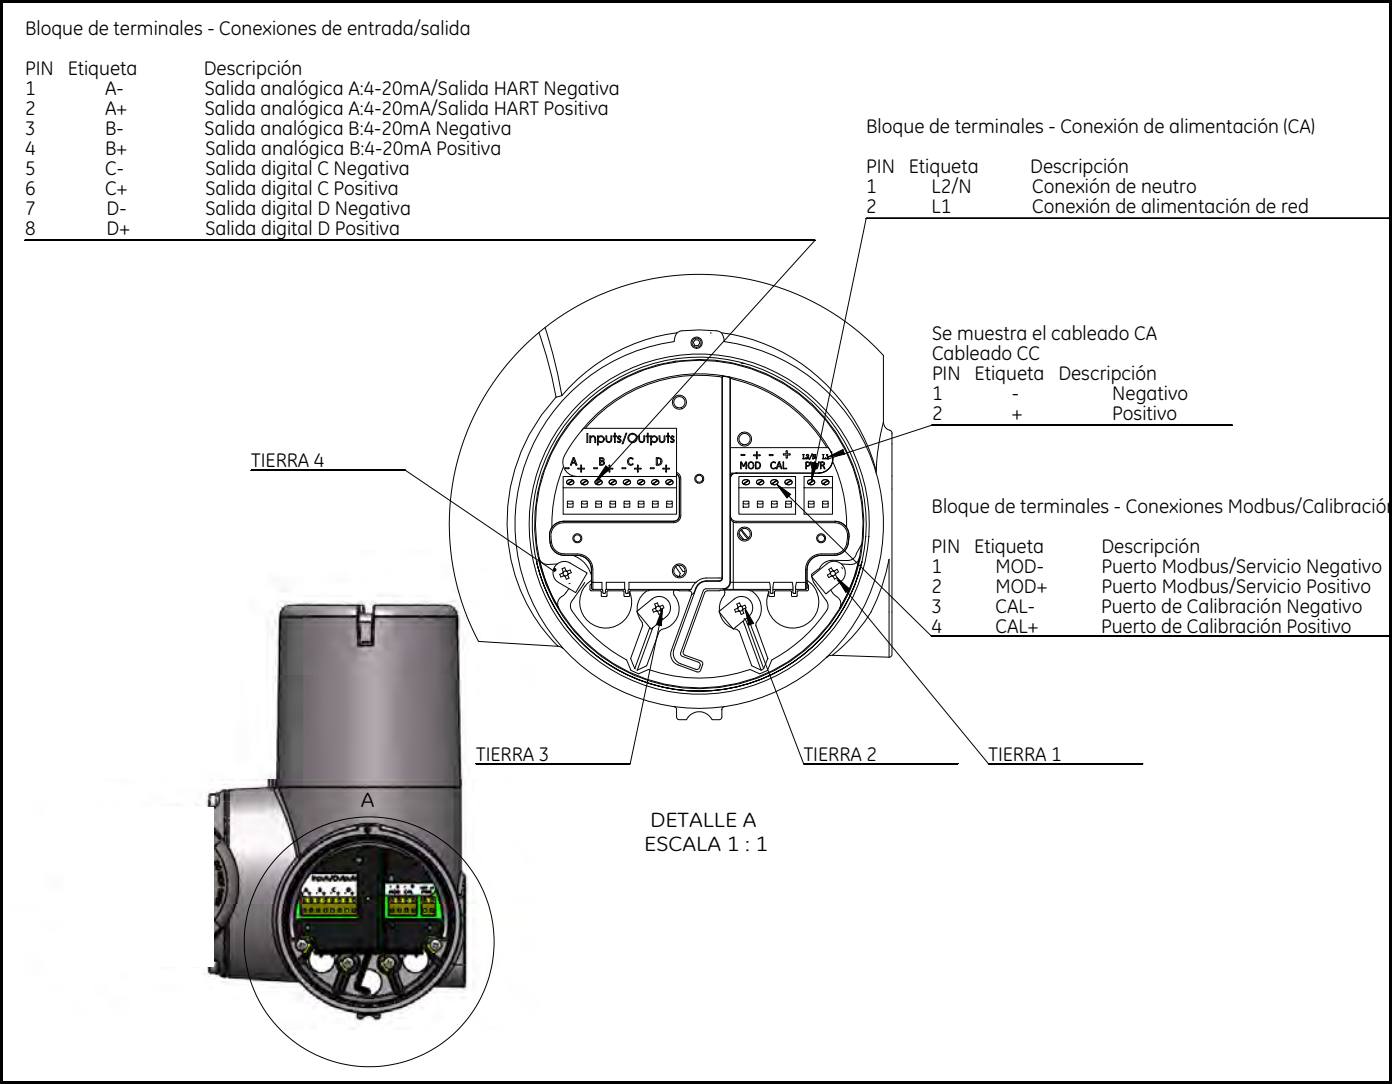 Bloque de terminales - Conexiones de entrada/salida
PIN Etiqueta Descripción
1 A- Salida analógica A:4-20mA/Salida HART Negativa
2 A+ Salida analógica A:4-20mA/Salida HART Positiva
3 B- Salida analógica B:4-20mA Negativa
4 B+ Salida analógica B:4-20mA Positiva
5 C- Salida digital C Negativa
6 C+ Salida digital C Positiva
7 D- Salida digital D Negativa
8 D+ Salida digital D Positiva
Bloque de terminales - Conexión de alimentación (CA)
PIN Etiqueta Descripción
1 L2/N Conexión de neutro
2 L1 Conexión de alimentación de red
Se muestra el cableado CA
Cableado CC
PIN Etiqueta Descripción
1 - Negativo
2 + Positivo
Inputs/Outputs
A B C D
- + - + - + - +
- + - + L2/N L1
MOD CAL PWR
TIERRA 4
Bloque de terminales - Conexiones Modbus/Calibración
PIN Etiqueta Descripción
1 MOD- Puerto Modbus/Servicio Negativo
2 MOD+ Puerto Modbus/Servicio Positivo
3 CAL- Puerto de Calibración Negativo
4 CAL+ Puerto de Calibración Positivo
TIERRA 3
TIERRA 2
TIERRA 1
A
DETALLE A
ESCALA 1 : 1
Inputs/Outputs